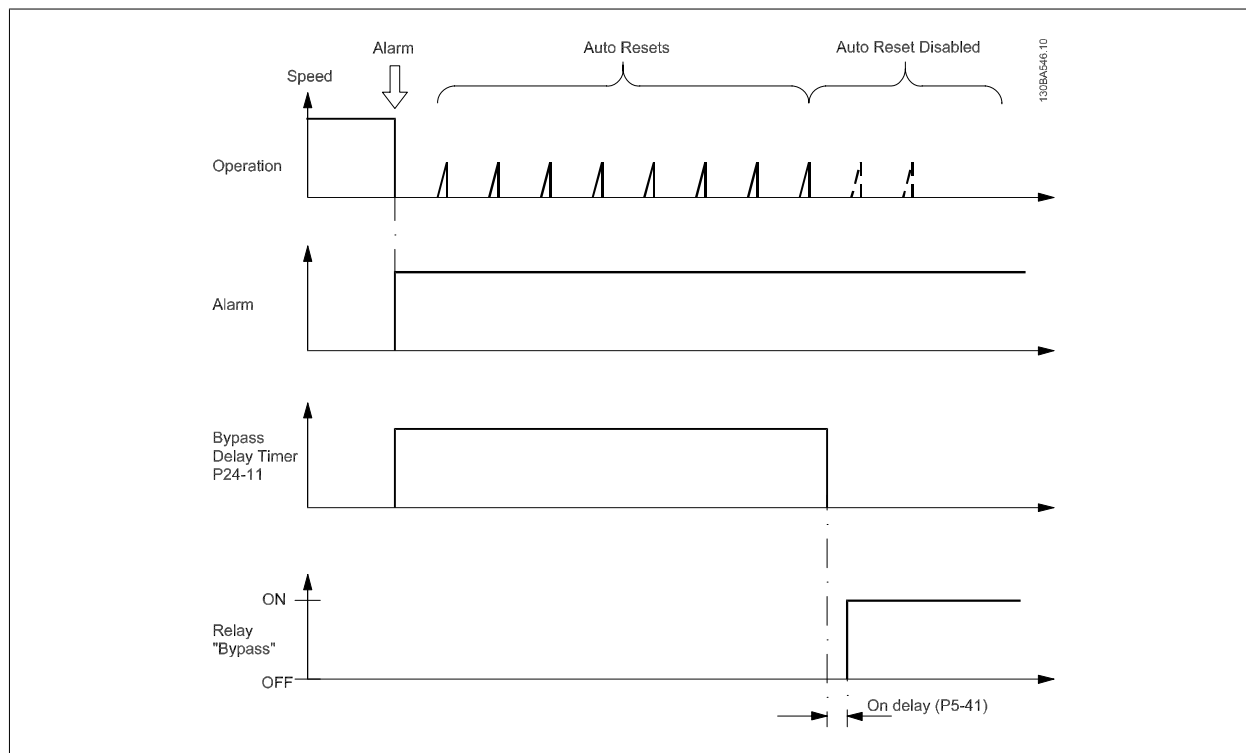 Alarm
Auto Resets
Auto Reset Disabled
130BA546.10
Speed
Operation
Alarm
Bypass
Delay Timer
P24-11
ON
Relay
"Bypass"
OFF
On delay (P5-41)